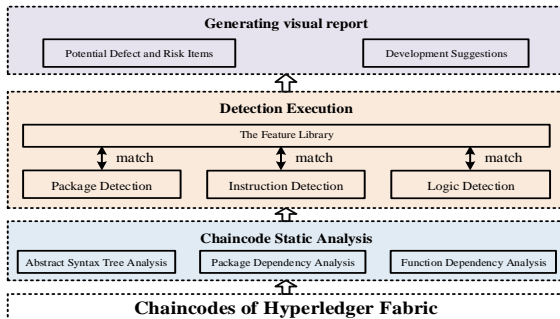 Generating visual report
Potential Defect and Risk Items
Development Suggestions
Detection Execution
The Feature Library
match
match
match
Package Detection
Instruction Detection
Logic Detection
Chaincode Static Analysis
Abstract Syntax Tree Analysis
Package Dependency Analysis
Function Dependency Analysis
Chaincodes of Hyperledger Fabric